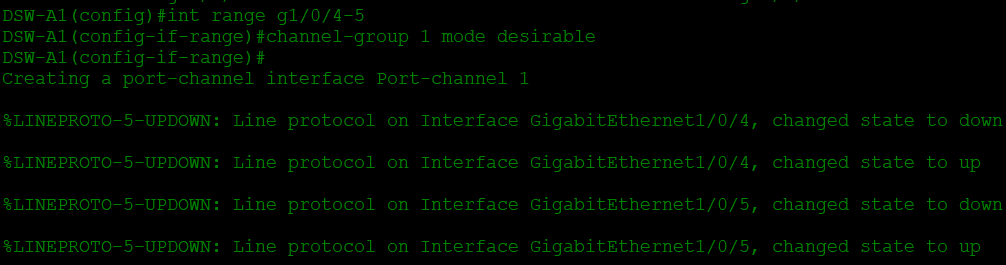 DSW-A1(config)#int range g1/0/4-5
DSW-A1(config-if-range)#channel-group 1 mode desirable
DSW-A1(config-if-range)#
Creating a port-channel interface Port-channel 1
%LINEPROTO-5-UPDOWN: Line protocol on Interface GigabitEthernet1/0/4, changed state to down
%LINEPROTO-5-UPDOWN: Line protocol on Interface GigabitEthernet1/0/4, changed state to up
%LINEPROTO-5-UPDOWN: Line protocol on Interface GigabitEthernet1/0/5, changed state to down
%LINEPROTO-5-UPDOWN: Line protocol on Interface GigabitEthernet1/0/5, changed state to up